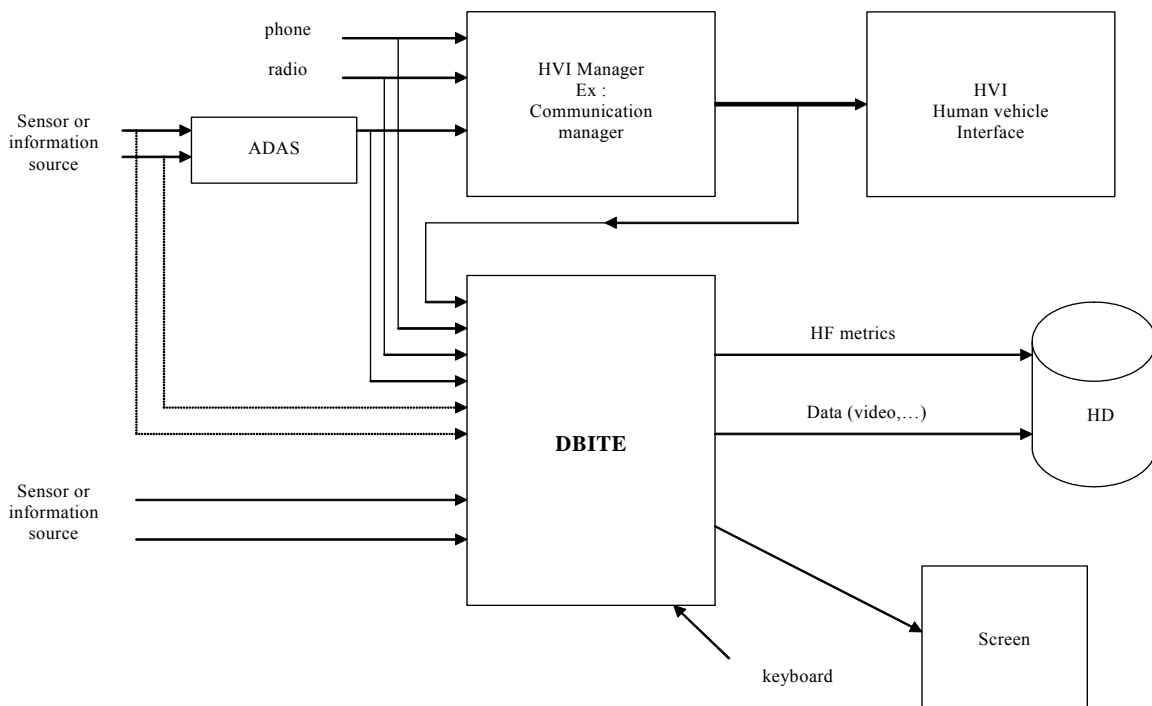 phone
radio
HVI Manager
Ex :
Communication
manager
HVI
Human vehicle
Interface
Sensor or
information
source
ADAS
HF metrics
Data (video,…)
HD
DBITE
Sensor or
information
source
Screen
keyboard